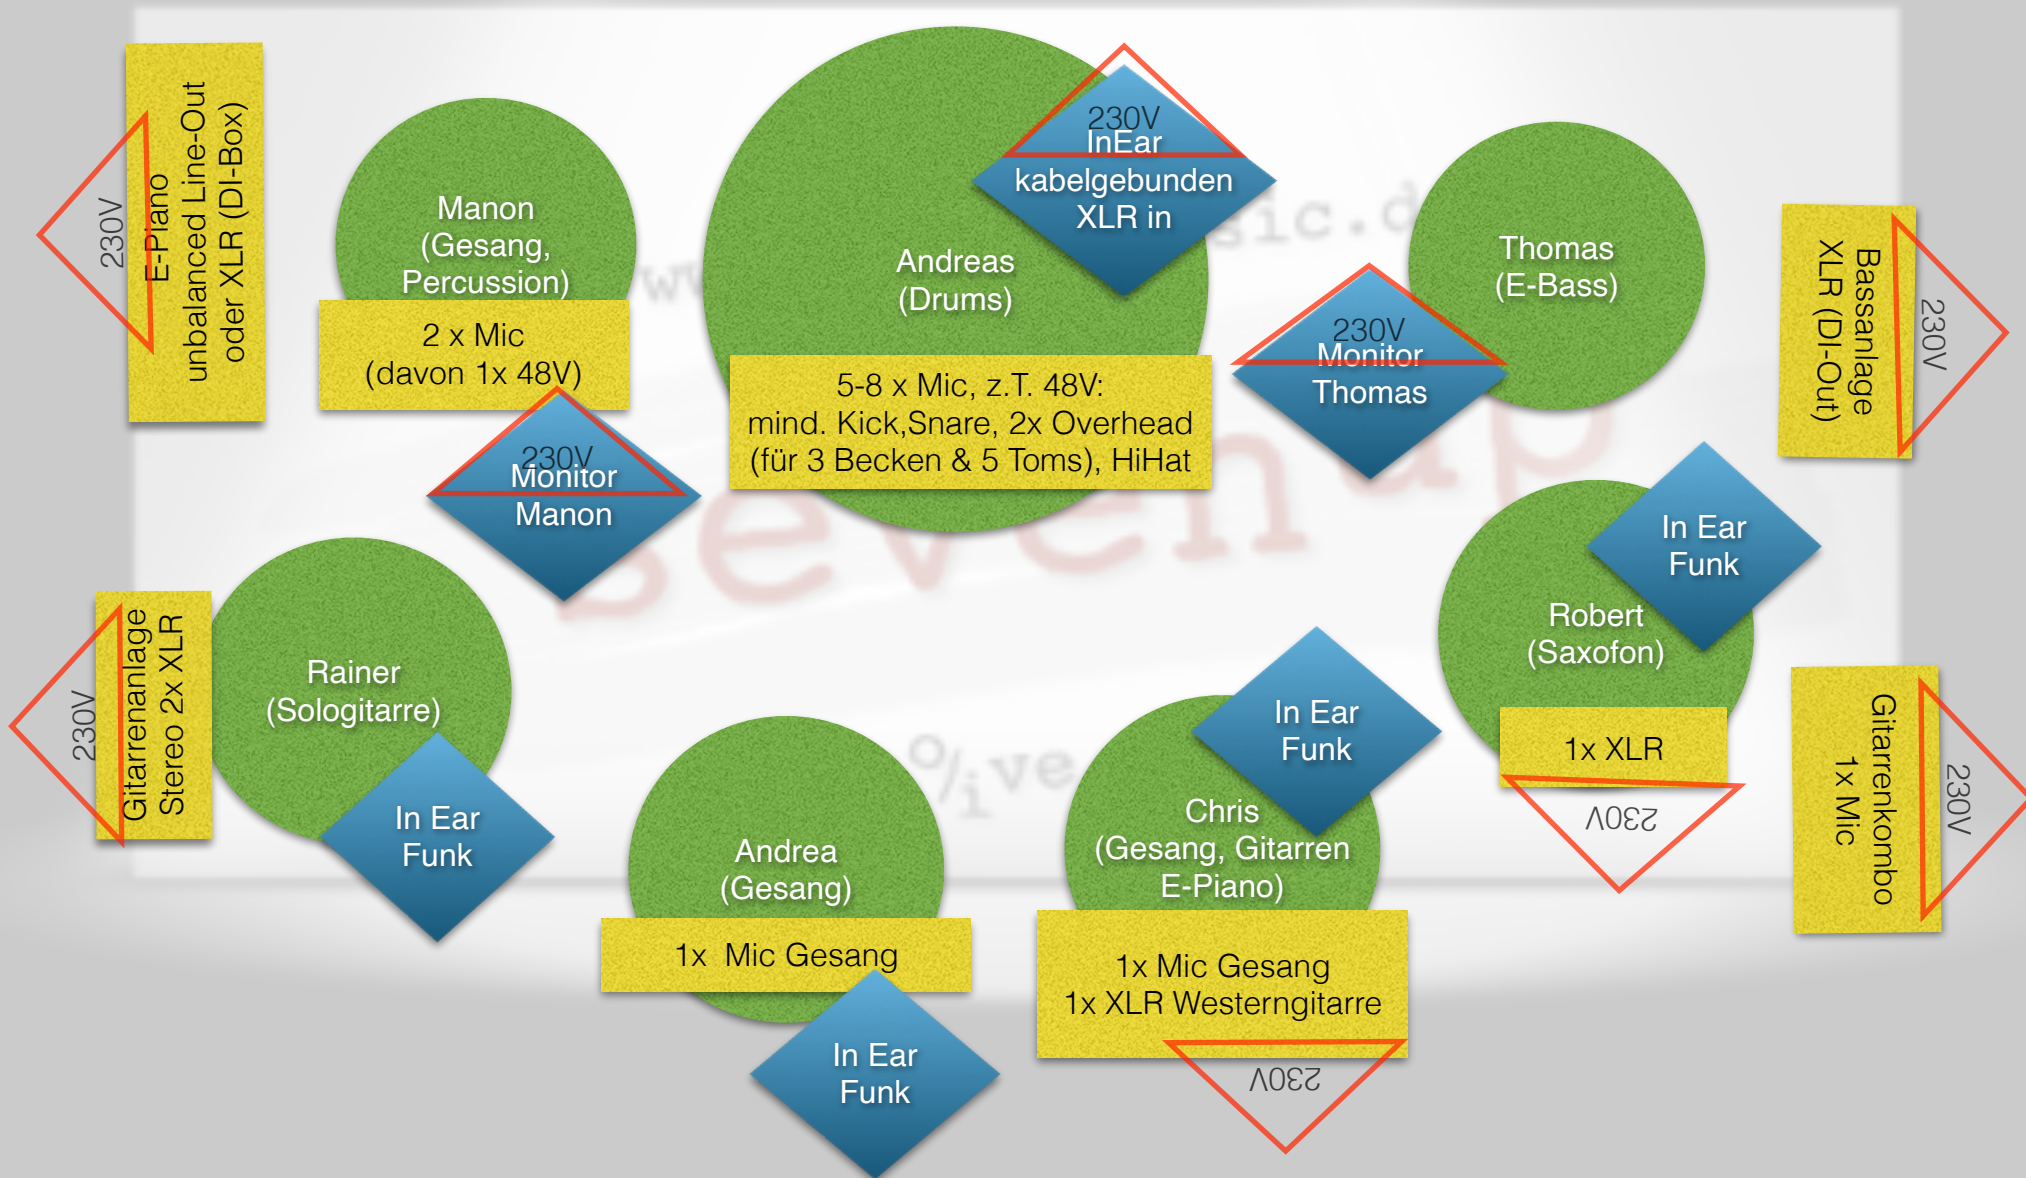 230V
E-Piano
unbalanced Line-Out
oder XLR (DI-Box)
Manon
(Gesang,
Percussion)
2 x Mic
(davon 1x 48V)
230V
Monitor
Manon
Andreas
(Drums)
5-8 x Mic, z.T. 48V:
mind. Kick,Snare, 2x Overhead
(für 3 Becken & 5 Toms), HiHat
230V
InEar
kabelgebunden
XLR in
Thomas
(E-Bass)
230V
Monitor
Thomas
Bassanlage
XLR (DI-Out)
230V
sevenup
230V
Gitarrenanlage
Stereo 2x XLR
Rainer
(Sologitarre)
In Ear
Funk
Andrea
(Gesang)
1x  Mic Gesang
In Ear
Funk
Chris
(Gesang, Gitarren
E-Piano)
In Ear
Funk
1x Mic Gesang
1x XLR Westerngitarre
230V
Robert
(Saxofon)
In Ear
Funk
1x XLR
230V
Gitarrenkombo
1x Mic
230V